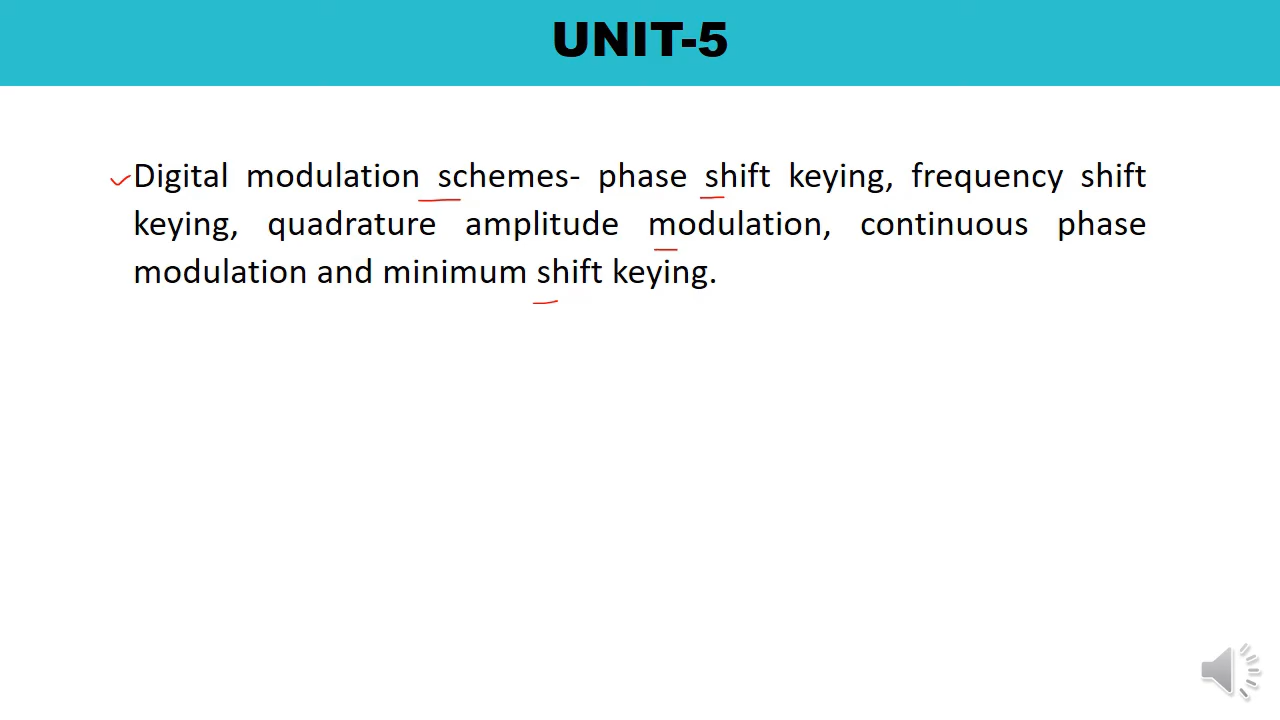 UNIT-5
Digital modulation schemes- phase shift keying, frequency shift
keying, quadrature amplitude modulation, continuous phase
modulation and minimum shift keying.